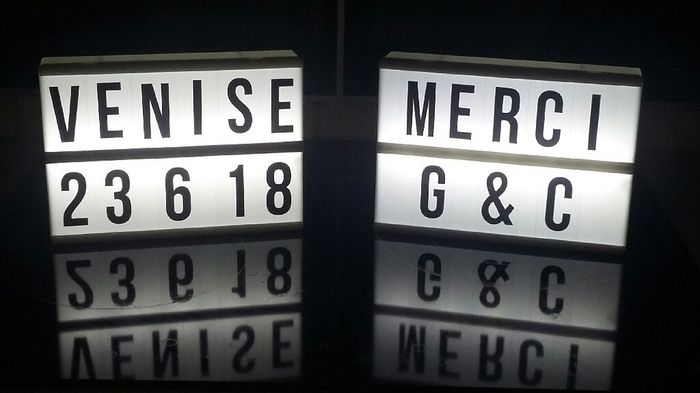 VENISE
23 6 18
MERCI
G & C